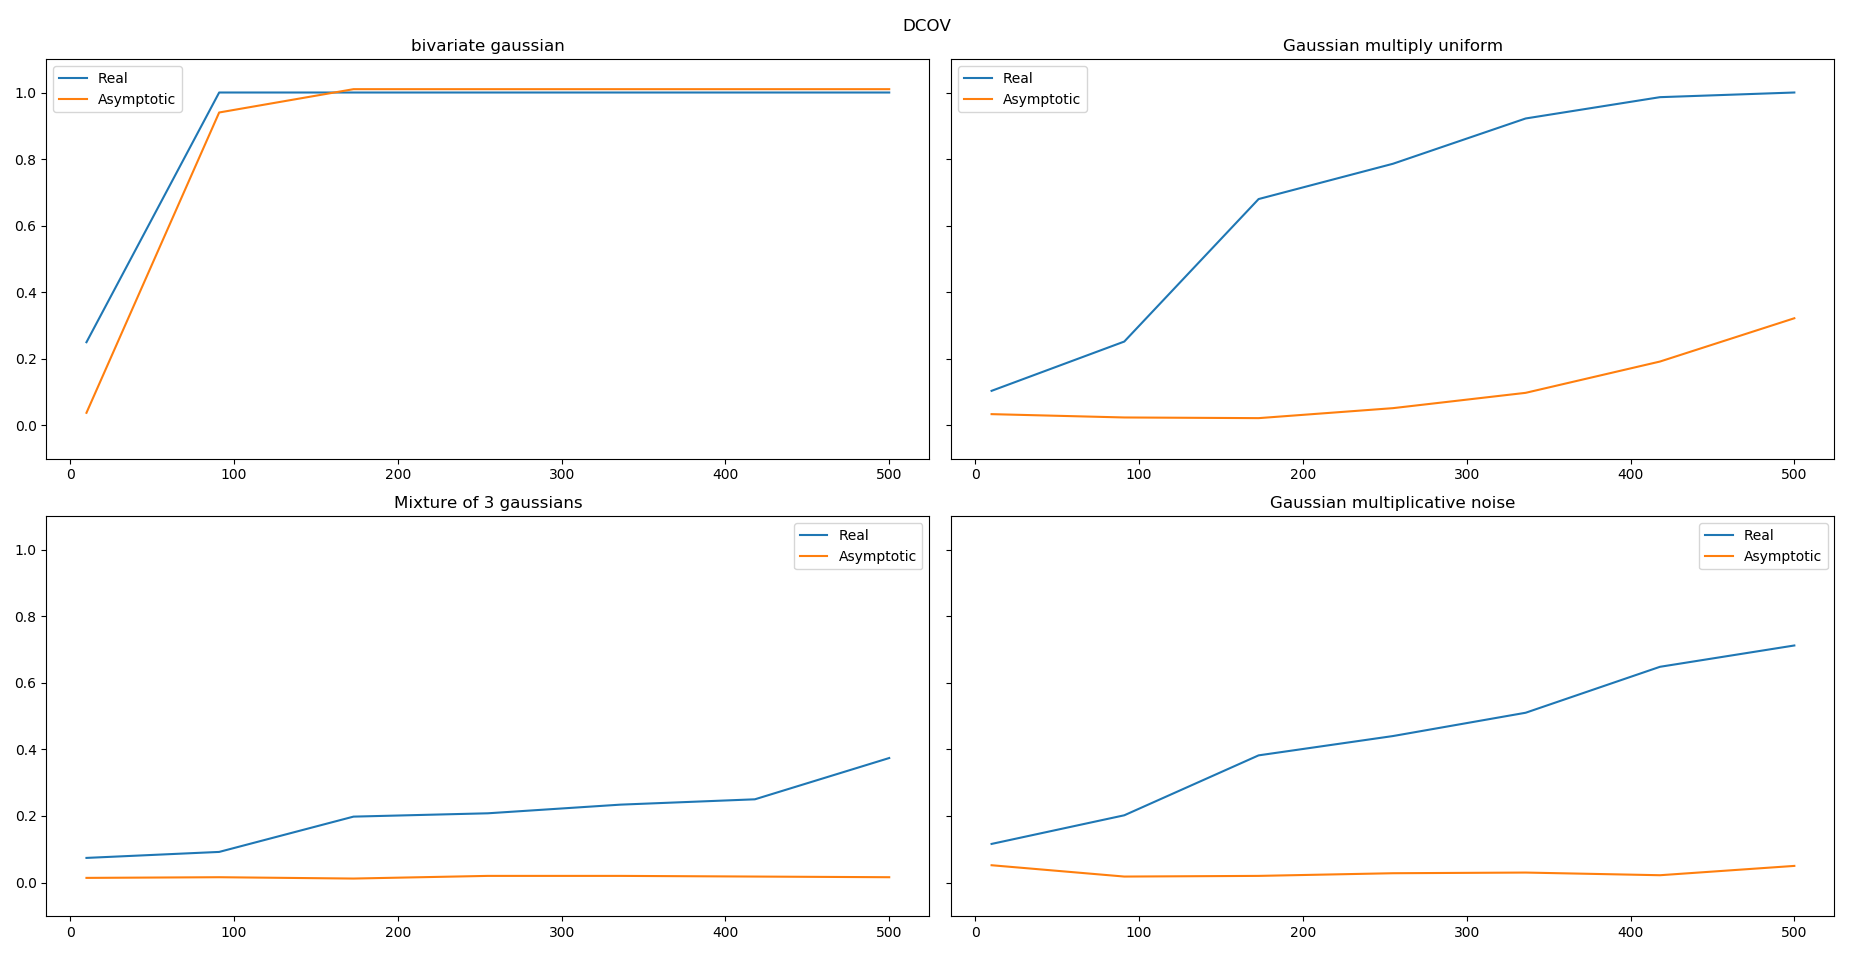 DCOV
bivariate gaussian
Real
Asymptotic
1.0
0.8
0.6
0.4
0.2
0.0
0 100 200 300 400 500
Gaussian multiply uniform
Real
Asymptotic
0 100 200 300 400 500
Mixture of 3 gaussians
Real
Asymptotic
1.0
0.8
0.6
0.4
0.2
0.0
0 100 200 300 400 500
Gaussian multiplicative noise
Real
Asymptotic
0 100 200 300 400 500